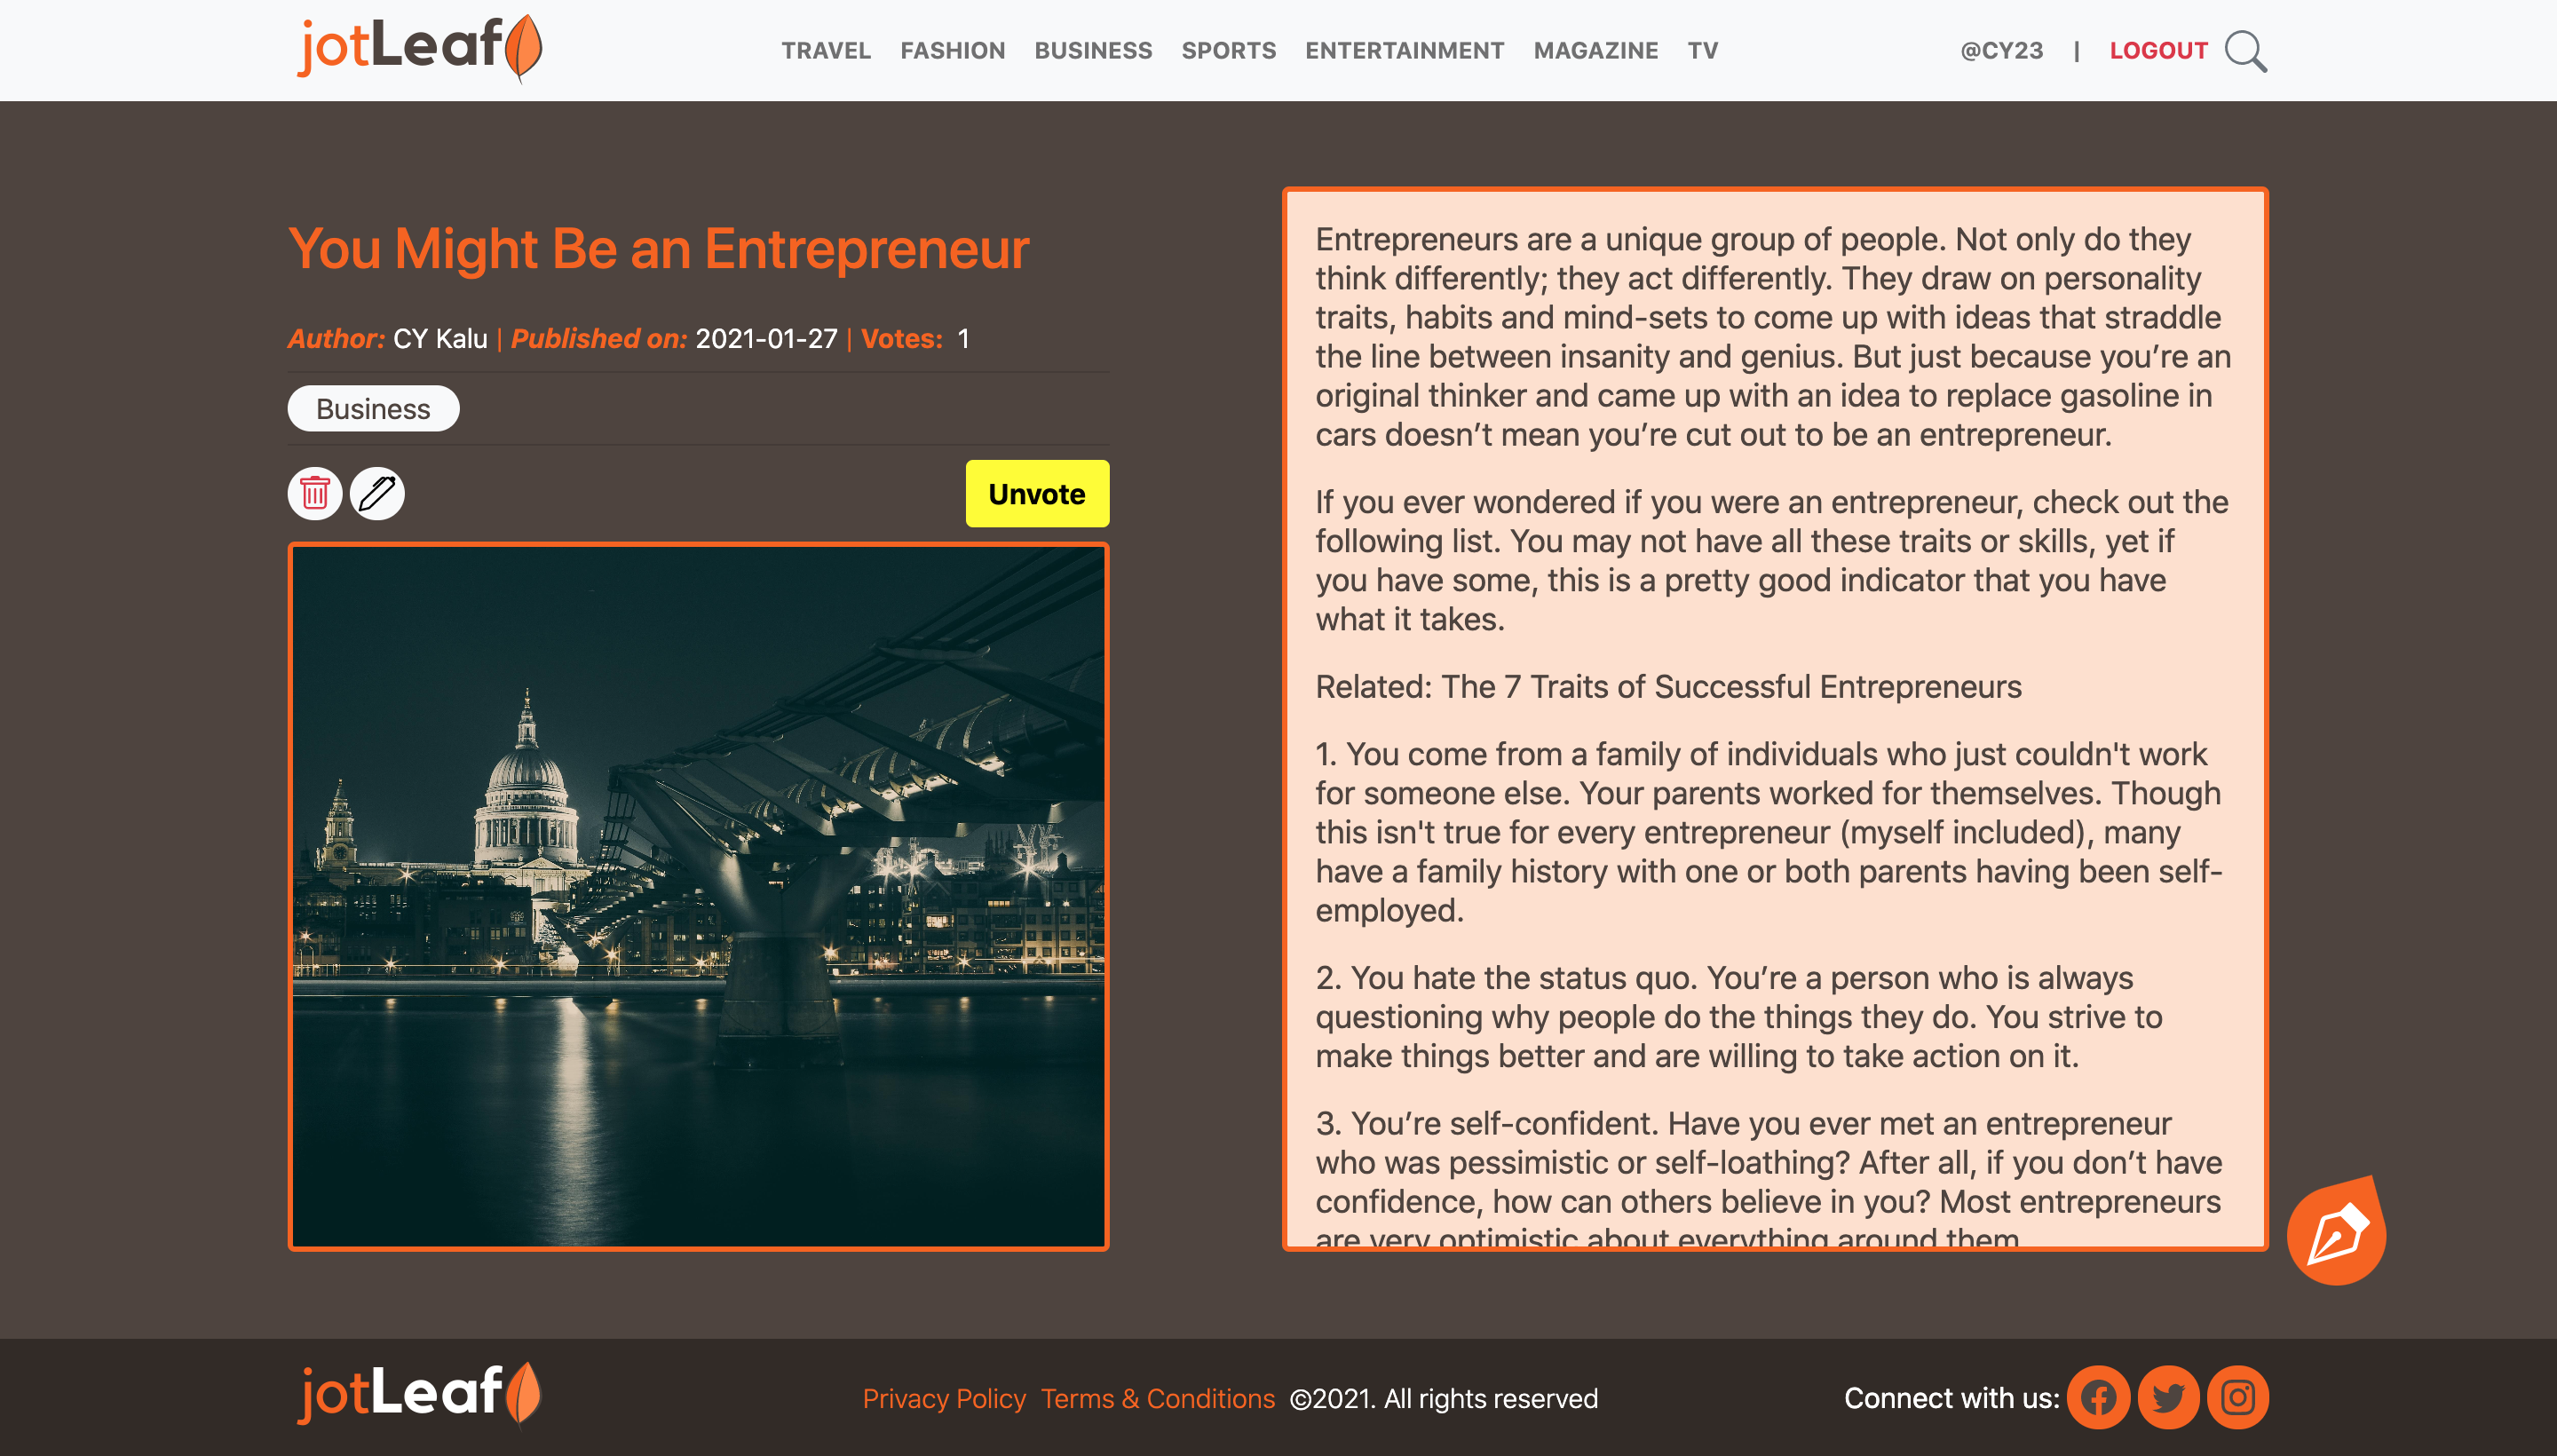 jotLeaf
TRAVEL FASHION BUSINESS SPORTS ENTERTAINMENT MAGAZINE TV
@CY23 | LOGOUT
You Might Be an Entrepreneur
Author: CY Kalu | Published on: 2021-01-27 | Votes: 1
Business
Unvote
Entrepreneurs are a unique group of people. Not only do they
think differently; they act differently. They draw on personality
traits, habits and mind-sets to come up with ideas that straddle
the line between insanity and genius. But just because you’re an
original thinker and came up with an idea to replace gasoline in
cars doesn’t mean you’re cut out to be an entrepreneur.
If you ever wondered if you were an entrepreneur, check out the
following list. You may not have all these traits or skills, yet if
you have some, this is a pretty good indicator that you have
what it takes.
Related: The 7 Traits of Successful Entrepreneurs
1. You come from a family of individuals who just couldn't work
for someone else. Your parents worked for themselves. Though
this isn't true for every entrepreneur (myself included), many
have a family history with one or both parents having been self-
employed.
2. You hate the status quo. You’re a person who is always
questioning why people do the things they do. You strive to
make things better and are willing to take action on it.
3. You’re self-confident. Have you ever met an entrepreneur
who was pessimistic or self-loathing? After all, if you don’t have
confidence, how can others believe in you? Most entrepreneurs
are very optimistic about everything around them
jotLeaf
Privacy Policy Terms & Conditions ©2021. All rights reserved
Connect with us: